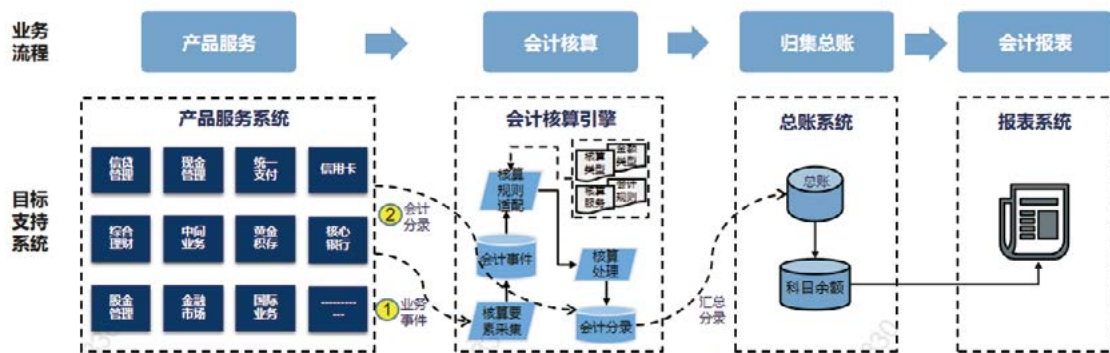 业务
流程
产品服务
会计核算
归集总账
会计报表
目标
支持
系统
产品服务系统
信贷
管理
现金
管理
统一
支付
信用卡
综合
理财
中间
业务
黄金
积存
核心
银行
股金
管理
金融
市场
国际
业务
------------
2
会计
分录
1
业务
事件
会计核算引擎
核算
规则
适配
核算
类型
金额
类型
核算
服务
会计
规则
会计事件
核算要
素采集
核算
处理
会计分录
汇总
分录
总账系统
总账
科目余额
报表系统